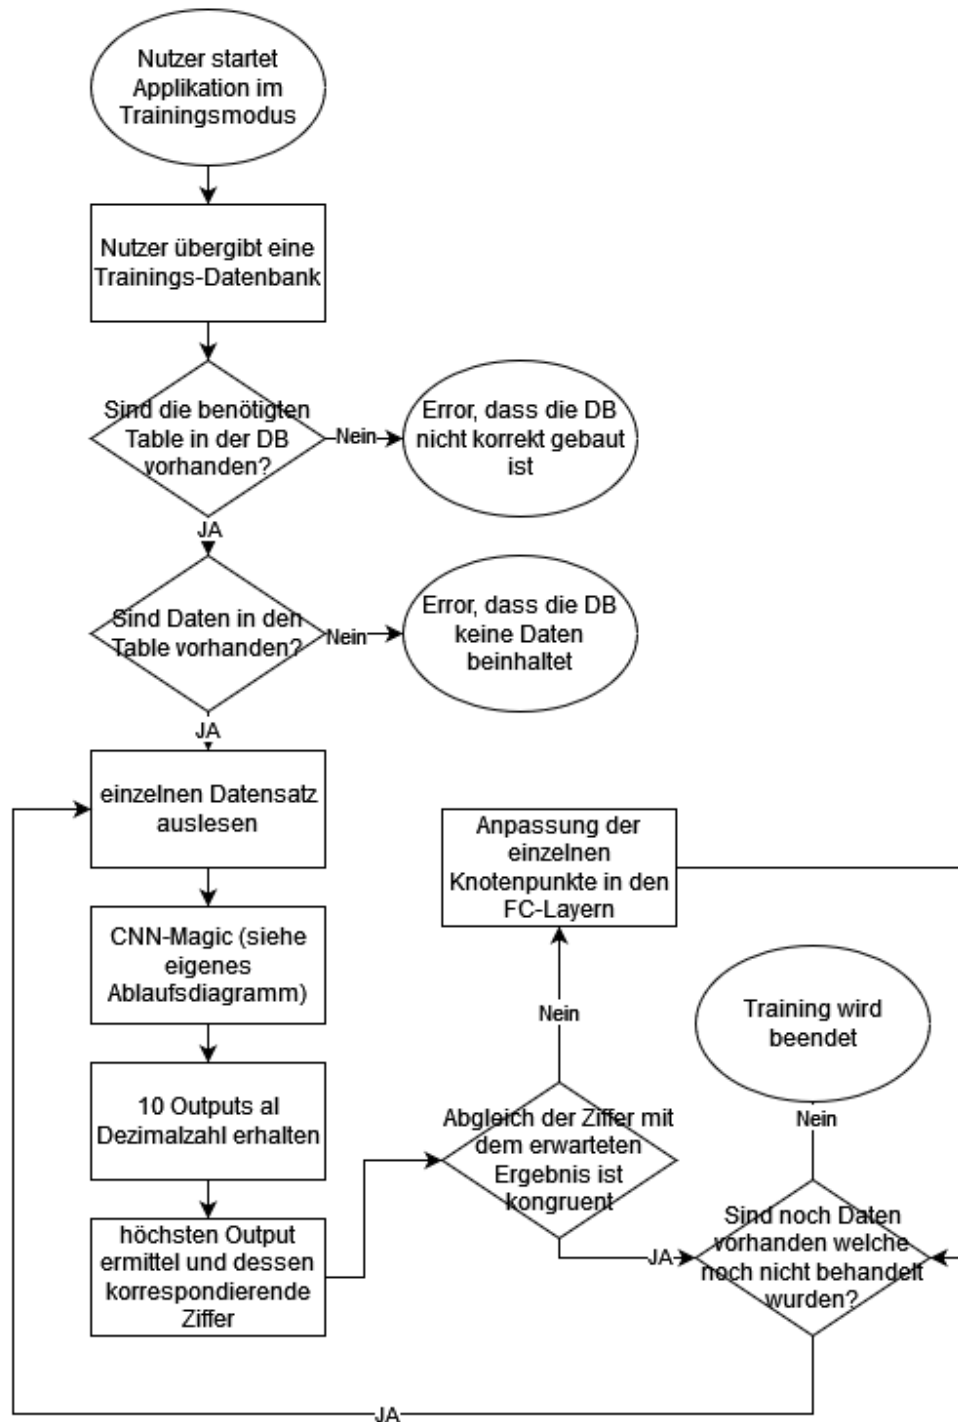 Nutzer startet
Applikation im
Trainingsmodus
Nutzer übergibt eine
Trainings-Datenbank
Sind die benötigten
Table in der DB
vorhanden?
Nein
Error, dass die DB
nicht korrekt gebaut
ist
JA
Sind Daten in den
Table vorhanden?
Nein
Error, dass die DB
keine Daten
beinhaltet
JA
einzelnen Datensatz
auslesen
CNN-Magic (siehe
eigenes
Ablaufsdiagramm)
10 Outputs al
Dezimalzahl erhalten
höchsten Output
ermittel und dessen
korrespondierende
Ziffer
Abgleich der Ziffer mit
dem erwarteten
Ergebnis ist
kongruent
Nein
Anpassung der
einzelnen
Knotenpunkte in den
FC-Layern
JA
Sind noch Daten
vorhanden welche
noch nicht behandelt
wurden?
Nein
Training wird
beendet
JA